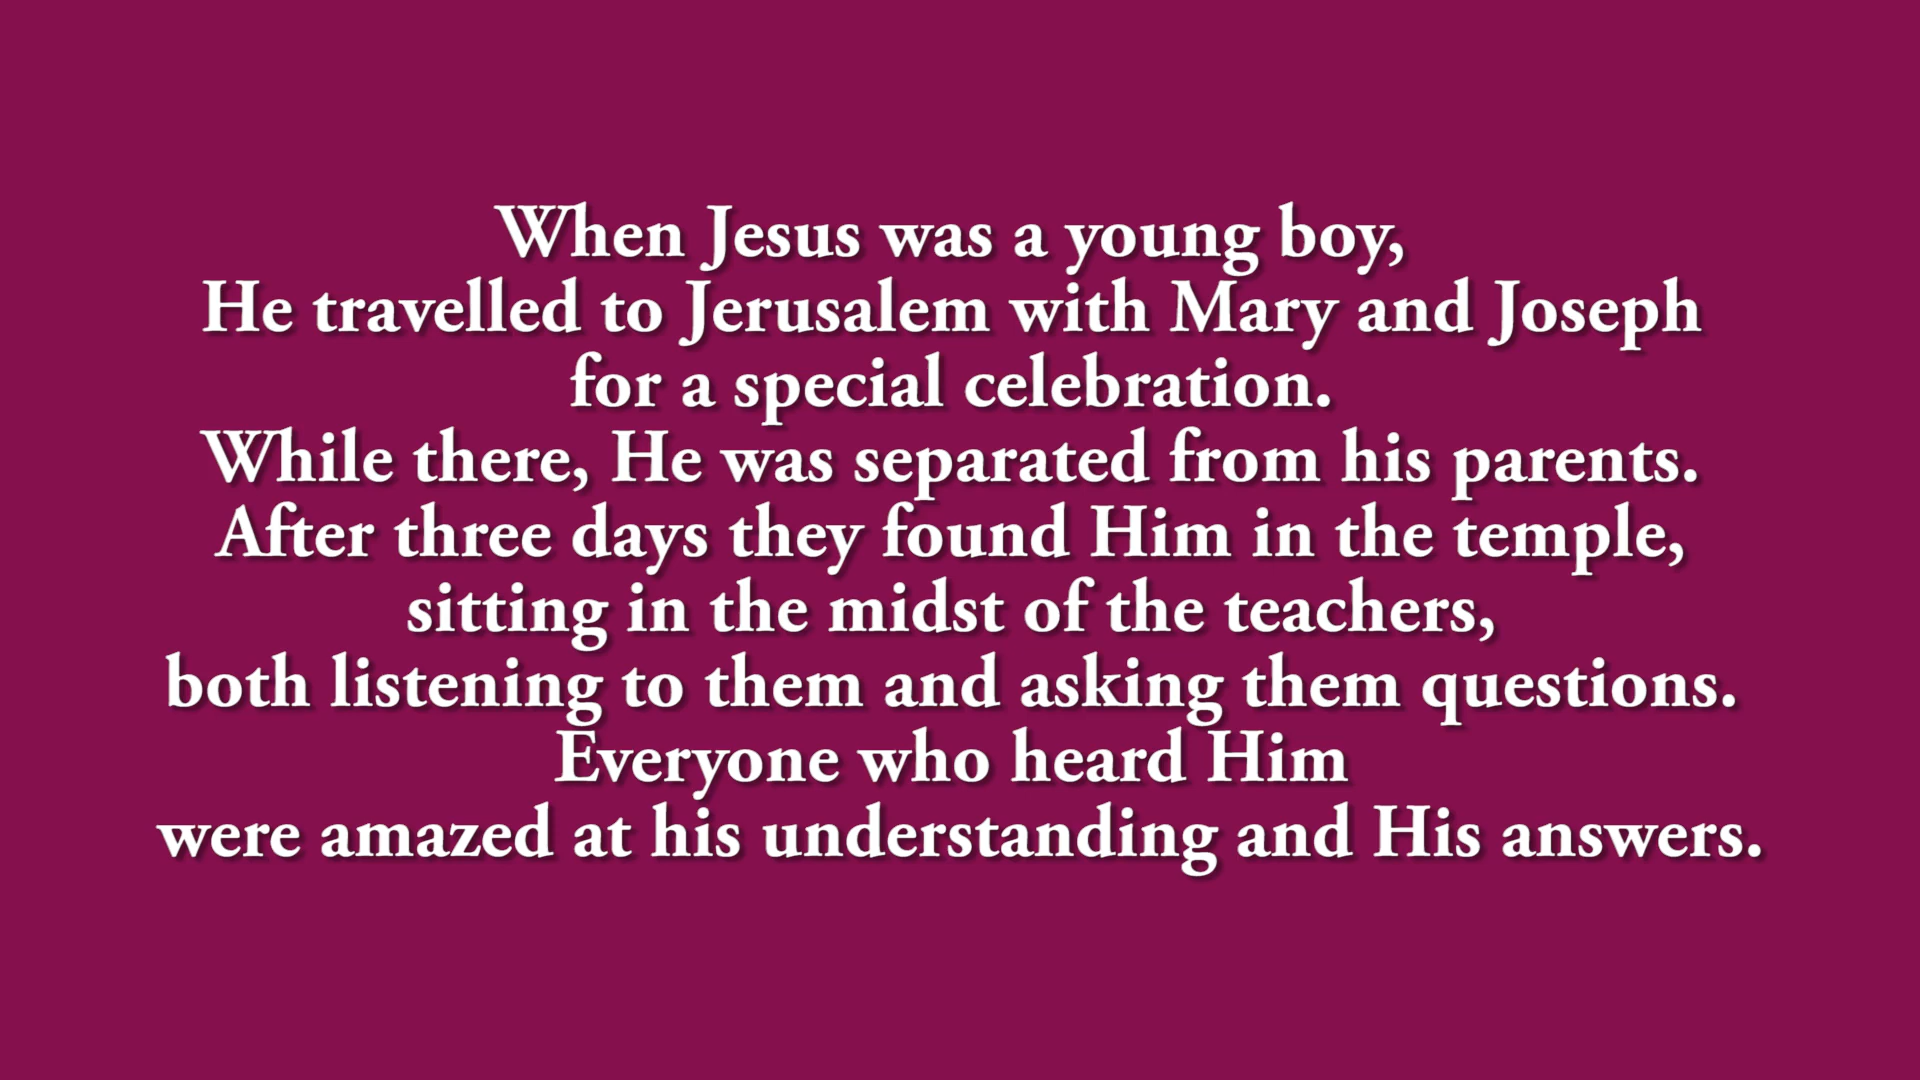 When Jesus was a young boy,
He travelled to Jerusalem with Mary and Joseph
for a special celebration.
While there, He was separated from his parents.
After three days they found Him in the temple,
sitting in the midst of the teachers,
both listening to them and asking them questions.
Everyone who heard Him
were amazed at his understanding and His answers.